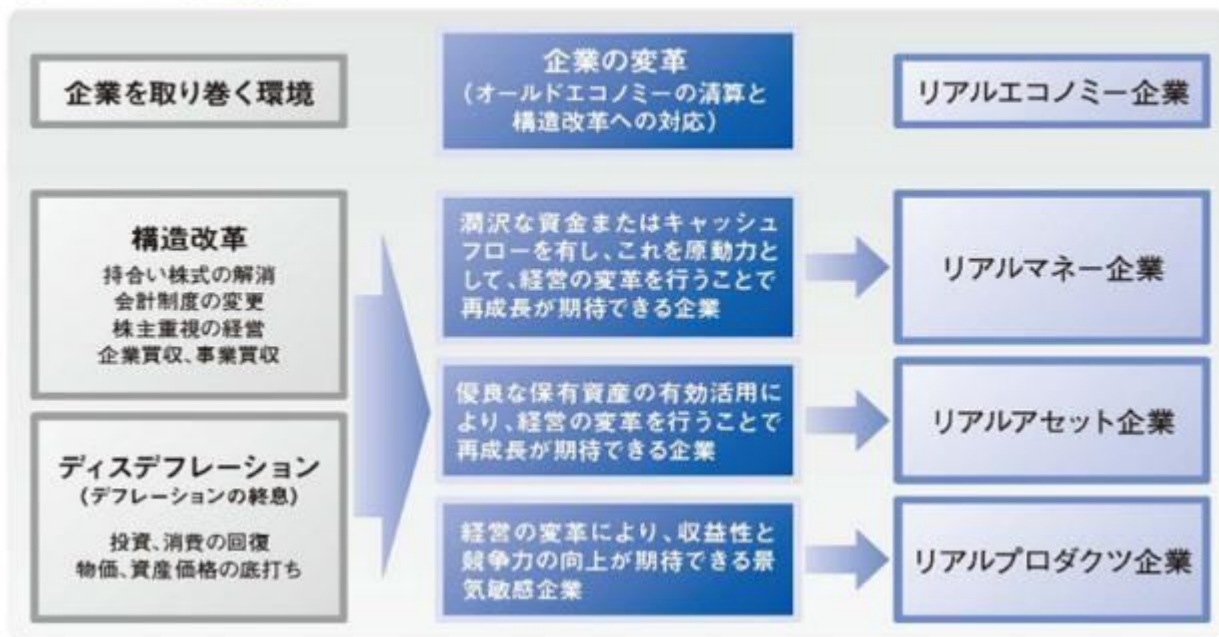 企業を取り巻く環境
企業の変革
(オールドエコノミーの清算と
構造改革への対応)
リアルエコノミー企業
構造改革
持合い株式の解消
会計制度の変更
株主重視の経営
企業買収、事業買収
ディスデフレーション
(デフレーションの終息)
投資、消費の回復
物価、資産価格の底打ち
潤沢な資金またはキャッシュ
フローを有し、これを原動力と
して、経営の変革を行うことで
再成長が期待できる企業
リアルマネー企業
優良な保有資産の有効活用に
より、経営の変革を行うことで
再成長が期待できる企業
リアルアセット企業
経営の変革により、収益性と
競争力の向上が期待できる景
気敏感企業
リアルプロダクツ企業